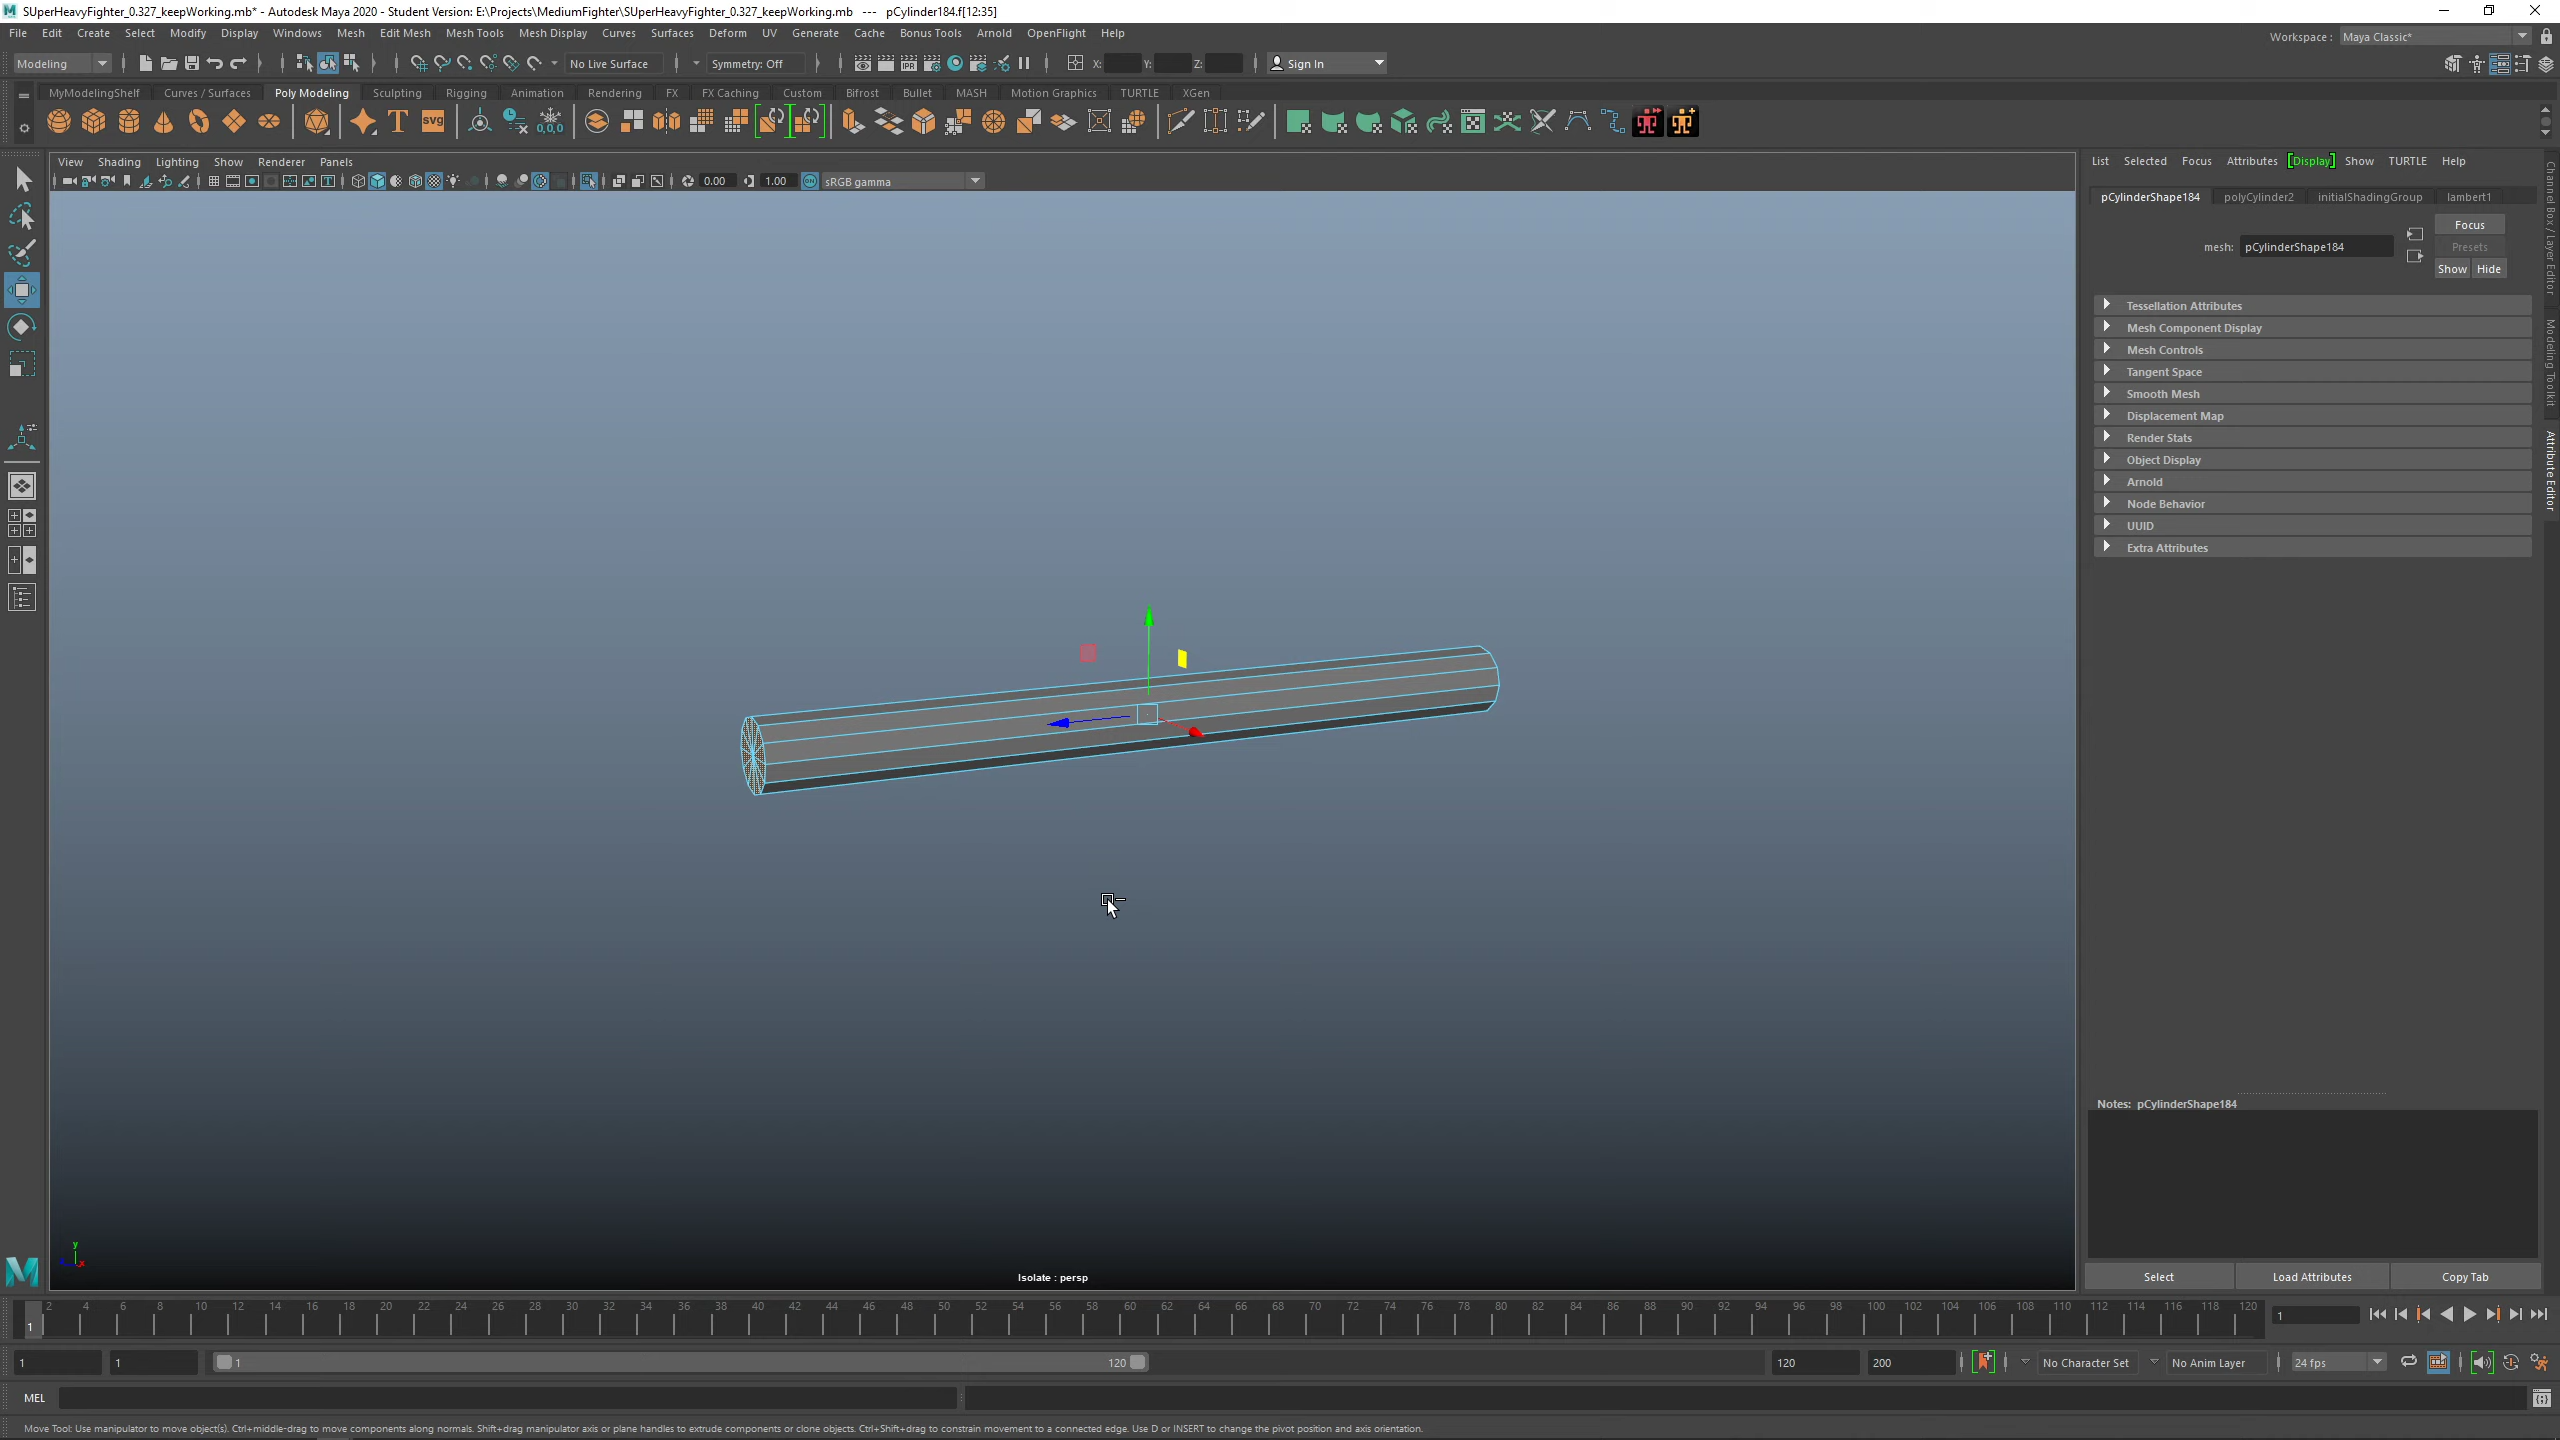 SUperHeavyFighter_0.327_keepWorking.mb* - Autodesk Maya 2020 - Student Version: E:\Projects\MediumFighter\SUperHeavyFighter_0.327_keepWorking.mb --- pCylinder184.f[12:35]
File Edit Create Select Modify Display Windows Mesh Edit Mesh Mesh Tools Mesh Display Curves Surfaces Deform UV Generate Cache Bonus Tools Arnold OpenFlight Help
Workspace : Maya Classic*
Modeling No Live Surface Symmetry: Off X: Y: Z: Sign In
MyModelingShelf Curves / Surfaces Poly Modeling Sculpting Rigging Animation Rendering FX FX Caching Custom Bifrost Bullet MASH Motion Graphics TURTLE XGen
T SVG 0,0,0
View Shading Lighting Show Renderer Panels
0.00 1.00 sRGB gamma
List Selected Focus Attributes [Display] Show TURTLE Help
pCylinderShape184 polyCylinder2 initialShadingGroup lambert1
Focus
mesh: pCylinderShape184
Presets
Show Hide
Tessellation Attributes
Mesh Component Display
Mesh Controls
Tangent Space
Smooth Mesh
Displacement Map
Render Stats
Object Display
Arnold
Node Behavior
UUID
Extra Attributes
Channel Box / Layer Editor
Modeling Toolkit
Attribute Editor
Notes: pCylinderShape184
Select Load Attributes Copy Tab
y
x
Isolate : persp
2 4 6 8 10 12 14 16 18 20 22 24 26 28 30 32 34 36 38 40 42 44 46 48 50 52 54 56 58 60 62 64 66 68 70 72 74 76 78 80 82 84 86 88 90 92 94 96 98 100 102 104 106 108 110 112 114 116 118 120
1 1
1 1 1 120 120 200 No Character Set No Anim Layer 24 fps
MEL
Move Tool: Use manipulator to move object(s). Ctrl+middle-drag to move components along normals. Shift+drag manipulator axis or plane handles to extrude components or clone objects. Ctrl+Shift+drag to constrain movement to a connected edge. Use D or INSERT to change the pivot position and axis orientation.